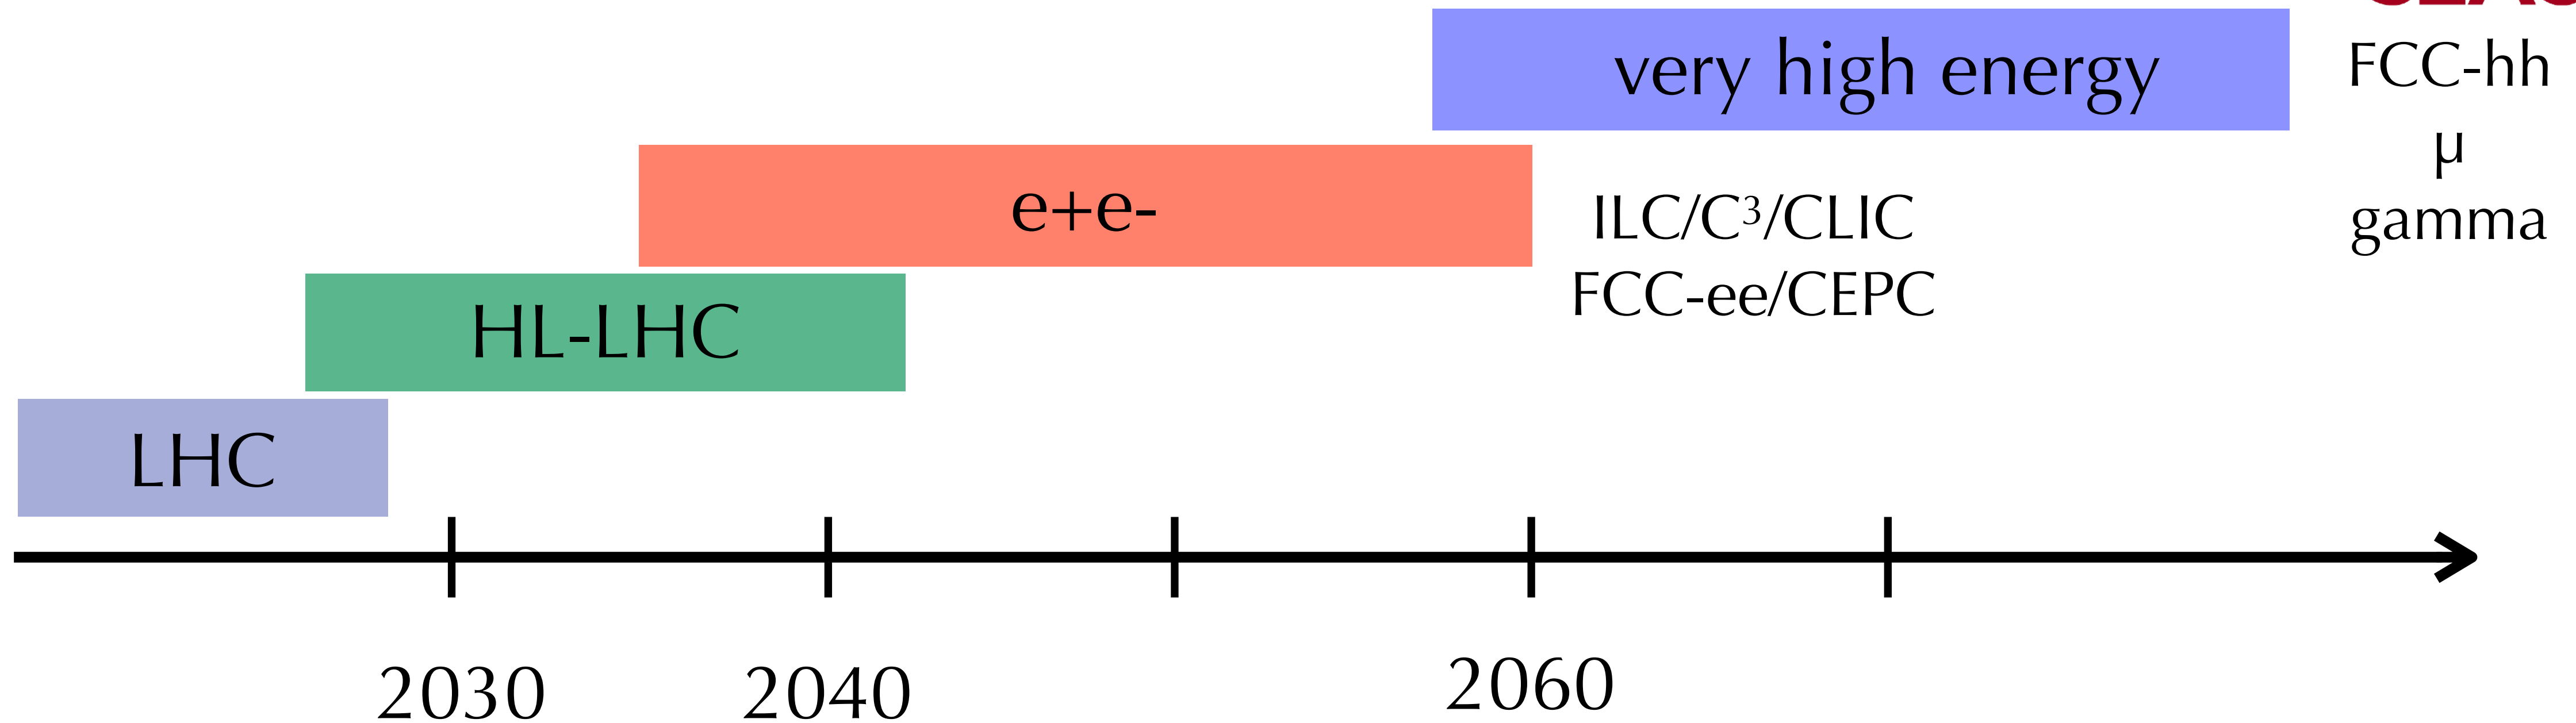 very high energy
FCC-hh
μ
gamma
e+e-
ILC/C³/CLIC
FCC-ee/CEPC
HL-LHC
LHC
2030
2040
2060